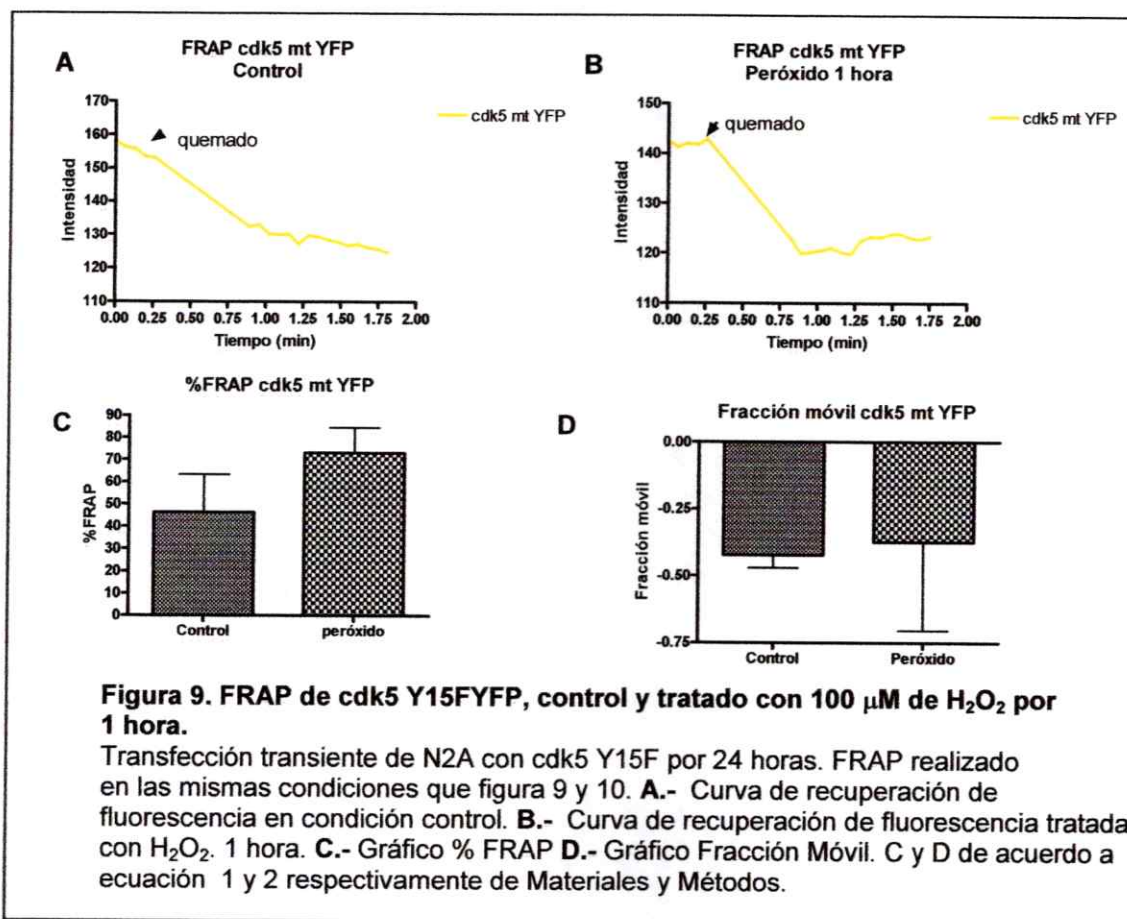 A
FRAP cdk5 mt YFP
Control
170
160
150
140
130
120
110
Intensidad
quemado
cdk5 mt YFP
0.00 0.25 0.50 0.75 1.00 1.25 1.50 1.75 2.00
Tiempo (min)
B
FRAP cdk5 mt YFP
Peróxido 1 hora
150
140
130
120
110
Intensidad
quemado
cdk5 mt YFP
0.00 0.25 0.50 0.75 1.00 1.25 1.50 1.75 2.00
Tiempo (min)
C
%FRAP cdk5 mt YFP
90
80
70
60
50
40
30
20
10
0
%FRAP
Control peróxido
D
Fracción móvil cdk5 mt YFP
0.00
-0.25
-0.50
-0.75
Fracción móvil
Control Peróxido
Figura 9. FRAP de cdk5 Y15FYFP, control y tratado con 100 μM de H₂O₂ por
1 hora.
Transfección transiente de N2A con cdk5 Y15F por 24 horas. FRAP realizado
en las mismas condiciones que figura 9 y 10. A.- Curva de recuperación de
fluorescencia en condición control. B.- Curva de recuperación de fluorescencia tratada
con H₂O₂. 1 hora. C.- Gráfico % FRAP D.- Gráfico Fracción Móvil. C y D de acuerdo a
ecuación 1 y 2 respectivamente de Materiales y Métodos.